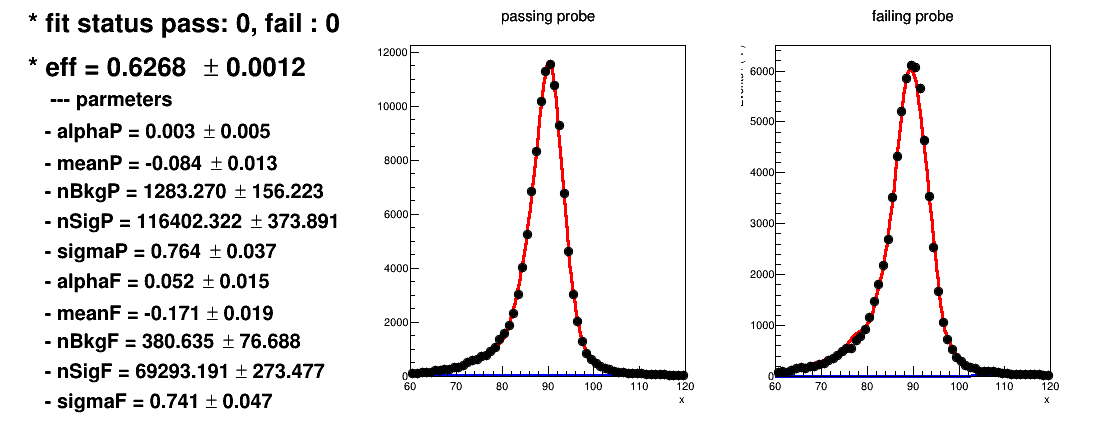 * fit status pass: 0, fail : 0
* eff = 0.6268 ± 0.0012
--- parmeters
- alphaP = 0.003 ± 0.005
- meanP = -0.084 ± 0.013
- nBkgP = 1283.270 ± 156.223
- nSigP = 116402.322 ± 373.891
- sigmaP = 0.764 ± 0.037
- alphaF = 0.052 ± 0.015
- meanF = -0.171 ± 0.019
- nBkgF = 380.635 ± 76.688
- nSigF = 69293.191 ± 273.477
- sigmaF = 0.741 ± 0.047
passing probe
12000
10000
8000
6000
4000
2000
0
60 70 80 90 100 110 120
x
failing probe
6000
5000
4000
3000
2000
1000
0
60 70 80 90 100 110 120
x